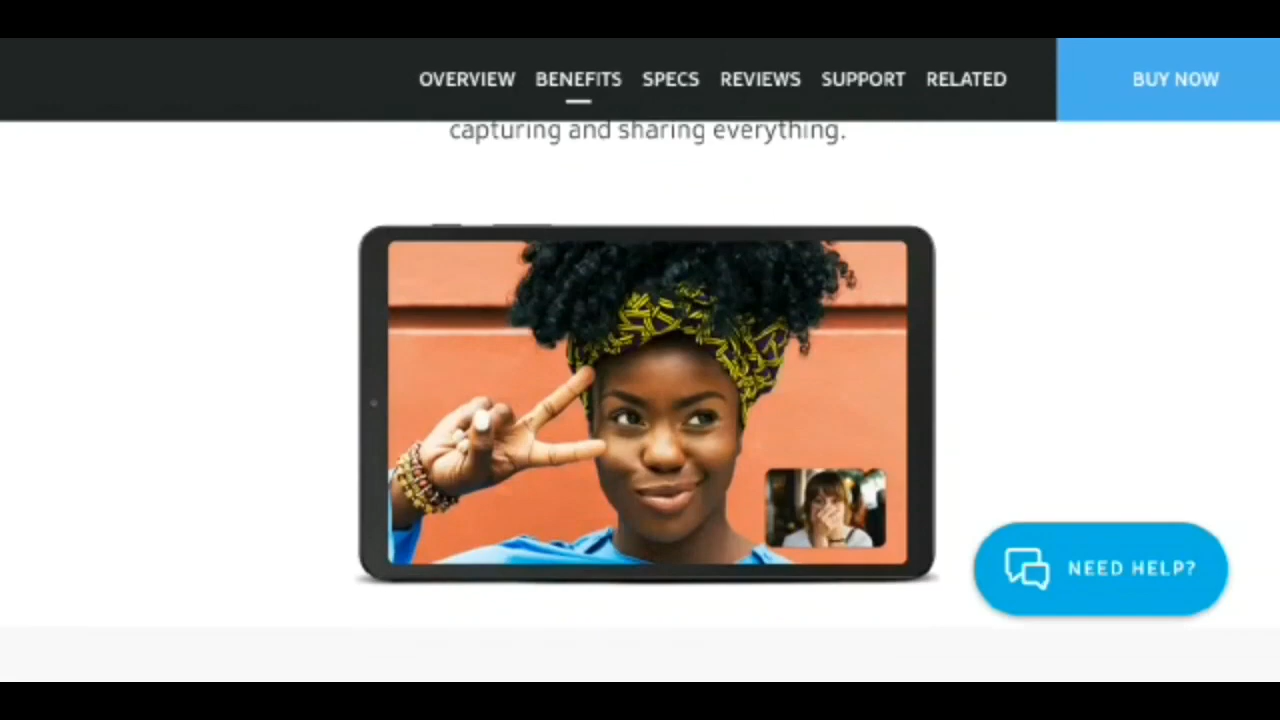 OVERVIEW BENEFITS SPECS REVIEWS SUPPORT RELATED BUY NOW
capturing and sharing everything.
NEED HELP?